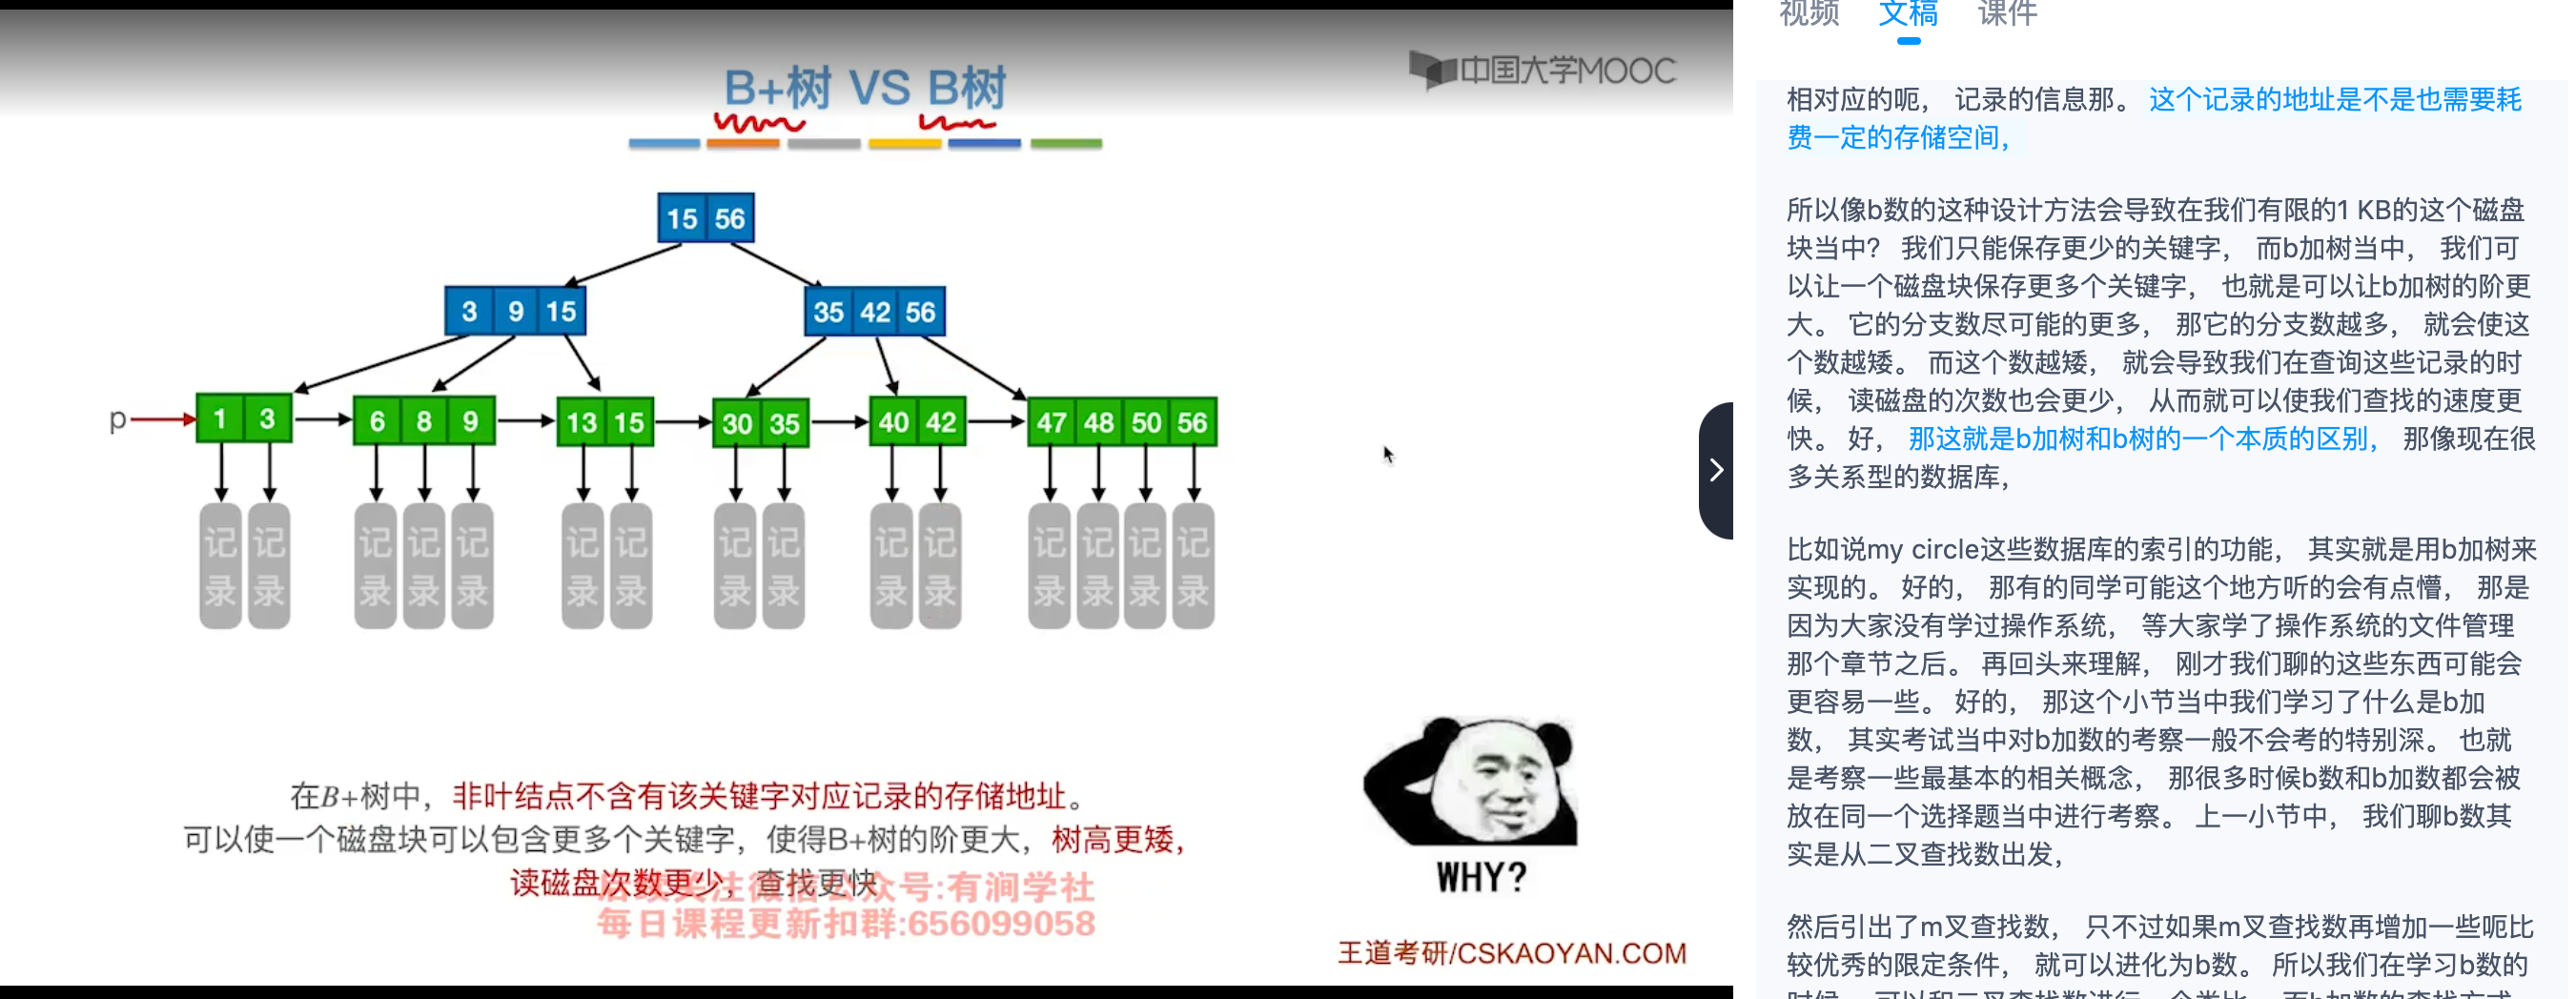 中国大学MOOC
B+树 VS B树
15 56
3 9 15
35 42 56
p
1 3
6 8 9
13 15
30 35
40 42
47 48 50 56
记录 记录 记录 记录 记录 记录 记录 记录 记录 记录 记录 记录 记录 记录 记录
在B+树中，非叶结点不含有该关键字对应记录的存储地址。
可以使一个磁盘块可以包含更多个关键字，使得B+树的阶更大，树高更矮，
读磁盘次数更少，查找更快
关注微信公众号:有涧学社
每日课程更新扣群:656099058
WHY?
王道考研/CSKAOYAN.COM
视频 文稿 课件
相对应的呃， 记录的信息那。 这个记录的地址是不是也需要耗
费一定的存储空间，
所以像b数的这种设计方法会导致在我们有限的1 KB的这个磁盘
块当中？ 我们只能保存更少的关键字， 而b加树当中， 我们可
以让一个磁盘块保存更多个关键字， 也就是可以让b加树的阶更
大。 它的分支数尽可能的更多， 那它的分支数越多， 就会使这
个数越矮。 而这个数越矮， 就会导致我们在查询这些记录的时
候， 读磁盘的次数也会更少， 从而就可以使我们查找的速度更
快。 好， 那这就是b加树和b树的一个本质的区别， 那像现在很
多关系型的数据库，
比如说my circle这些数据库的索引的功能， 其实就是用b加树来
实现的。 好的， 那有的同学可能这个地方听的会有点懵， 那是
因为大家没有学过操作系统， 等大家学了操作系统的文件管理
那个章节之后。 再回头来理解， 刚才我们聊的这些东西可能会
更容易一些。 好的， 那这个小节当中我们学习了什么是b加
数， 其实考试当中对b加数的考察一般不会考的特别深。 也就
是考察一些最基本的相关概念， 那很多时候b数和b加数都会被
放在同一个选择题当中进行考察。 上一小节中， 我们聊b数其
实是从二叉查找数出发，
然后引出了m叉查找数， 只不过如果m叉查找数再增加一些呃比
较优秀的限定条件， 就可以进化为b数。 所以我们在学习b数的